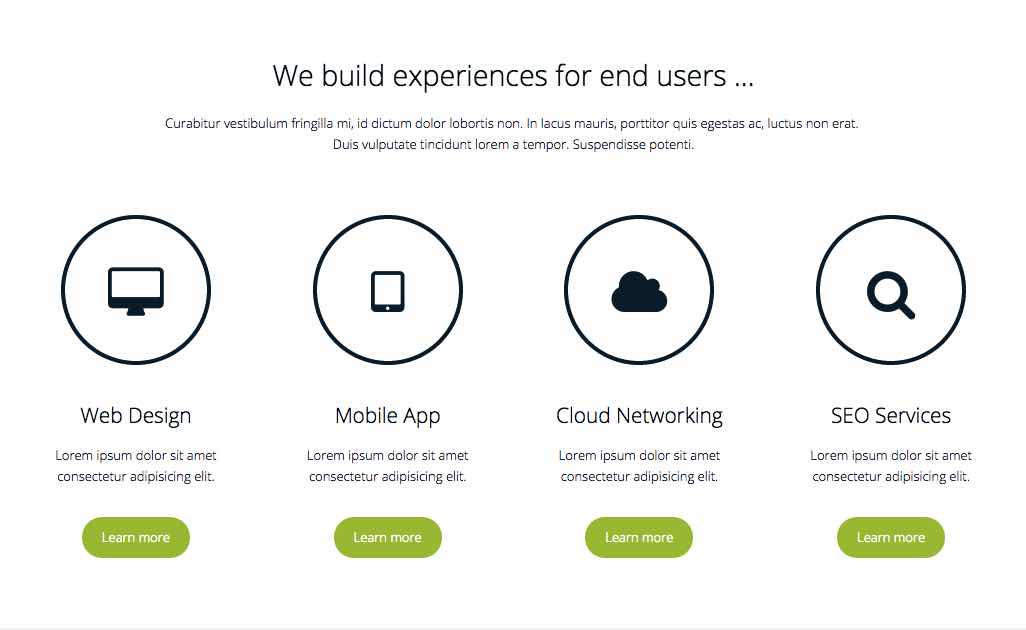 We build experiences for end users ...
Curabitur vestibulum fringilla mi, id dictum dolor lobortis non. In lacus mauris, porttitor quis egestas ac, luctus non erat.
Duis vulputate tincidunt lorem a tempor. Suspendisse potenti.
Web Design
Lorem ipsum dolor sit amet
consectetur adipisicing elit.
Learn more
Mobile App
Lorem ipsum dolor sit amet
consectetur adipisicing elit.
Learn more
Cloud Networking
Lorem ipsum dolor sit amet
consectetur adipisicing elit.
Learn more
SEO Services
Lorem ipsum dolor sit amet
consectetur adipisicing elit.
Learn more